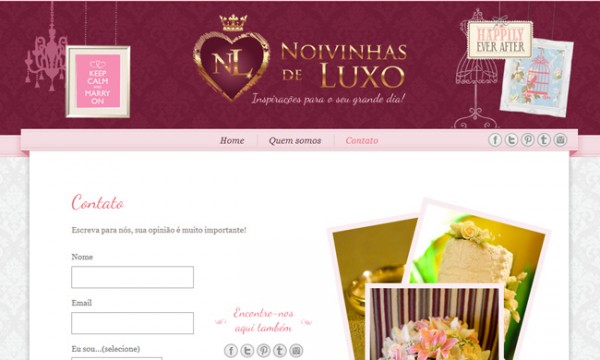 KEEP
CALM
AND
MARRY
ON
NL
NOIVINHAS
DE LUXO
Inspirações para o seu grande dia!
HAPPILY
EVER AFTER
Home
Quem somos
Contato
Contato
Escreva para nós, sua opinião é muito importante!
Nome
Email
Eu sou...(selecione)
Encontre-nos
aqui também